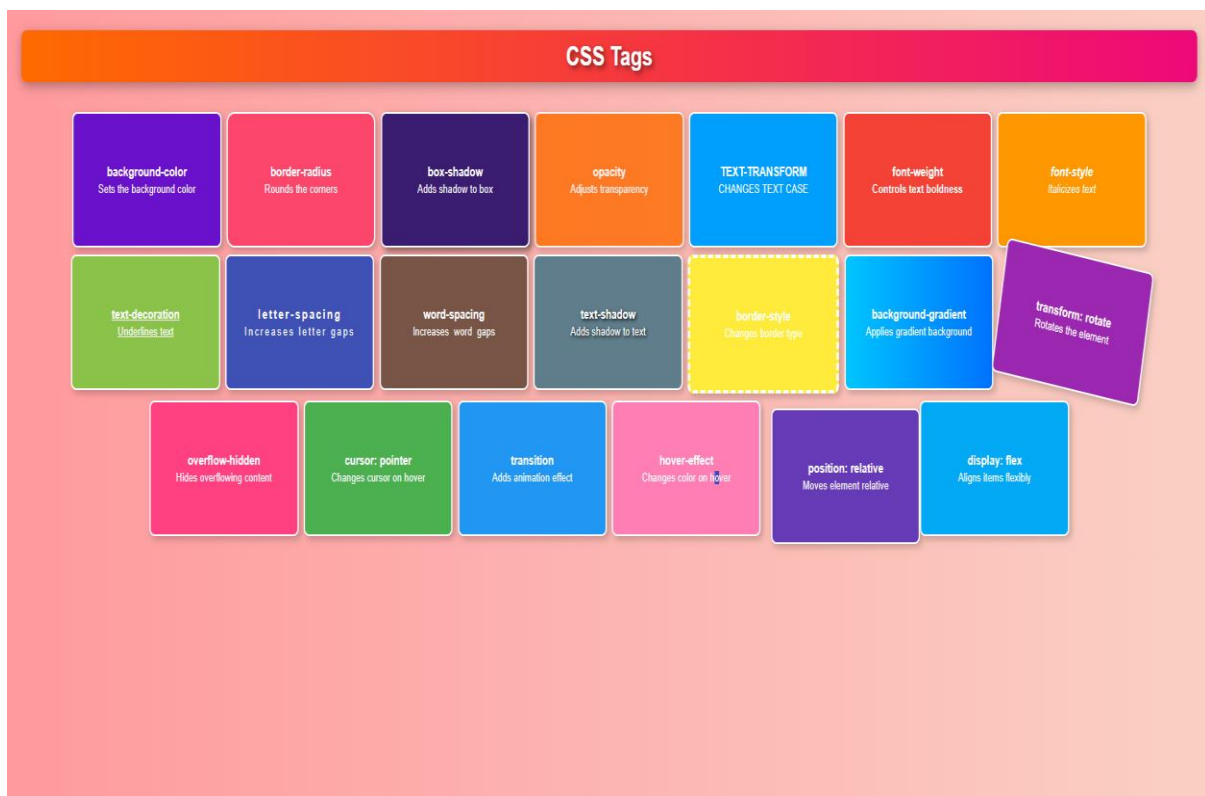 CSS Tags
background-color
Sets the background color
border-radius
Rounds the corners
box-shadow
Adds shadow to box
opacity
Adjusts transparency
TEXT-TRANSFORM
CHANGES TEXT CASE
font-weight
Controls text boldness
font-style
Italicizes text
text-decoration
Underlines text
letter-spacing
Increases letter gaps
word-spacing
Increases word gaps
text-shadow
Adds shadow to text
border-style
Changes border type
background-gradient
Applies gradient background
transform: rotate
Rotates the element
overflow-hidden
Hides overflowing content
cursor: pointer
Changes cursor on hover
transition
Adds animation effect
hover-effect
Changes color on hover
position: relative
Moves element relative
display: flex
Aligns items flexibly